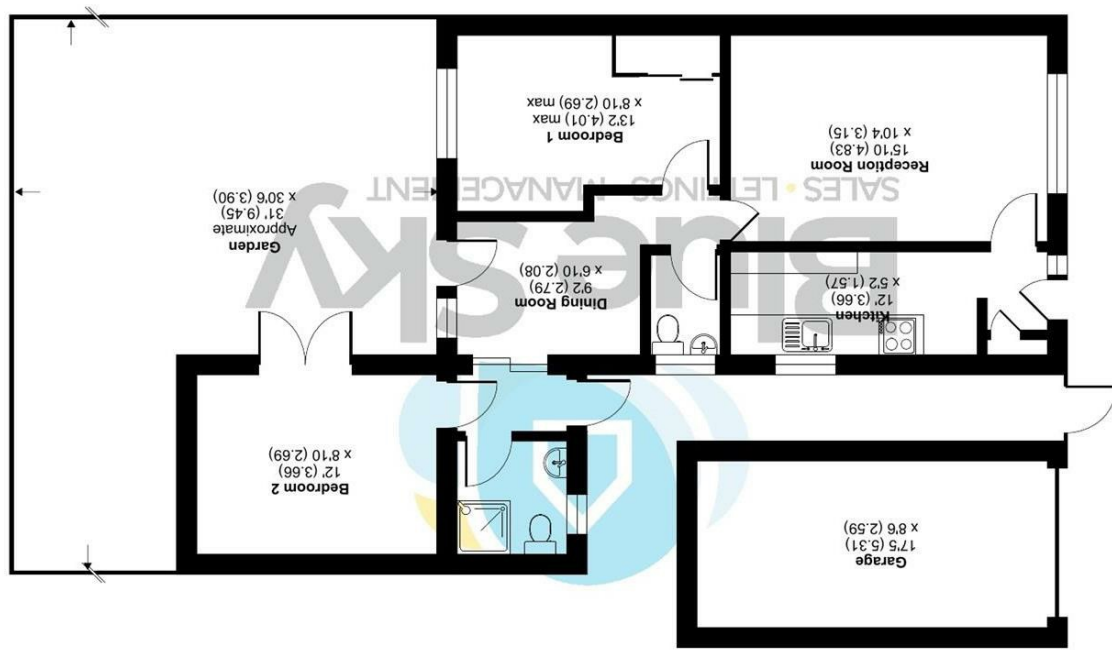 Garage
17'5 (5.31)
x 8'6 (2.59)
Bedroom 2
12' (3.66)
x 8'10 (2.69)
Kitchen
12' (3.66)
x 5'2 (1.57)
Dining Room
9'2 (2.79)
x 6'10 (2.08)
Garden
Approximate
31' (9.45)
x 30'6 (3.90)
Blue Sky
SALES • LETTINGS • MANAGEMENT
Reception Room
15'10 (4.83)
x 10'4 (3.15)
Bedroom 1
13'2 (4.01) max
x 8'10 (2.69) max